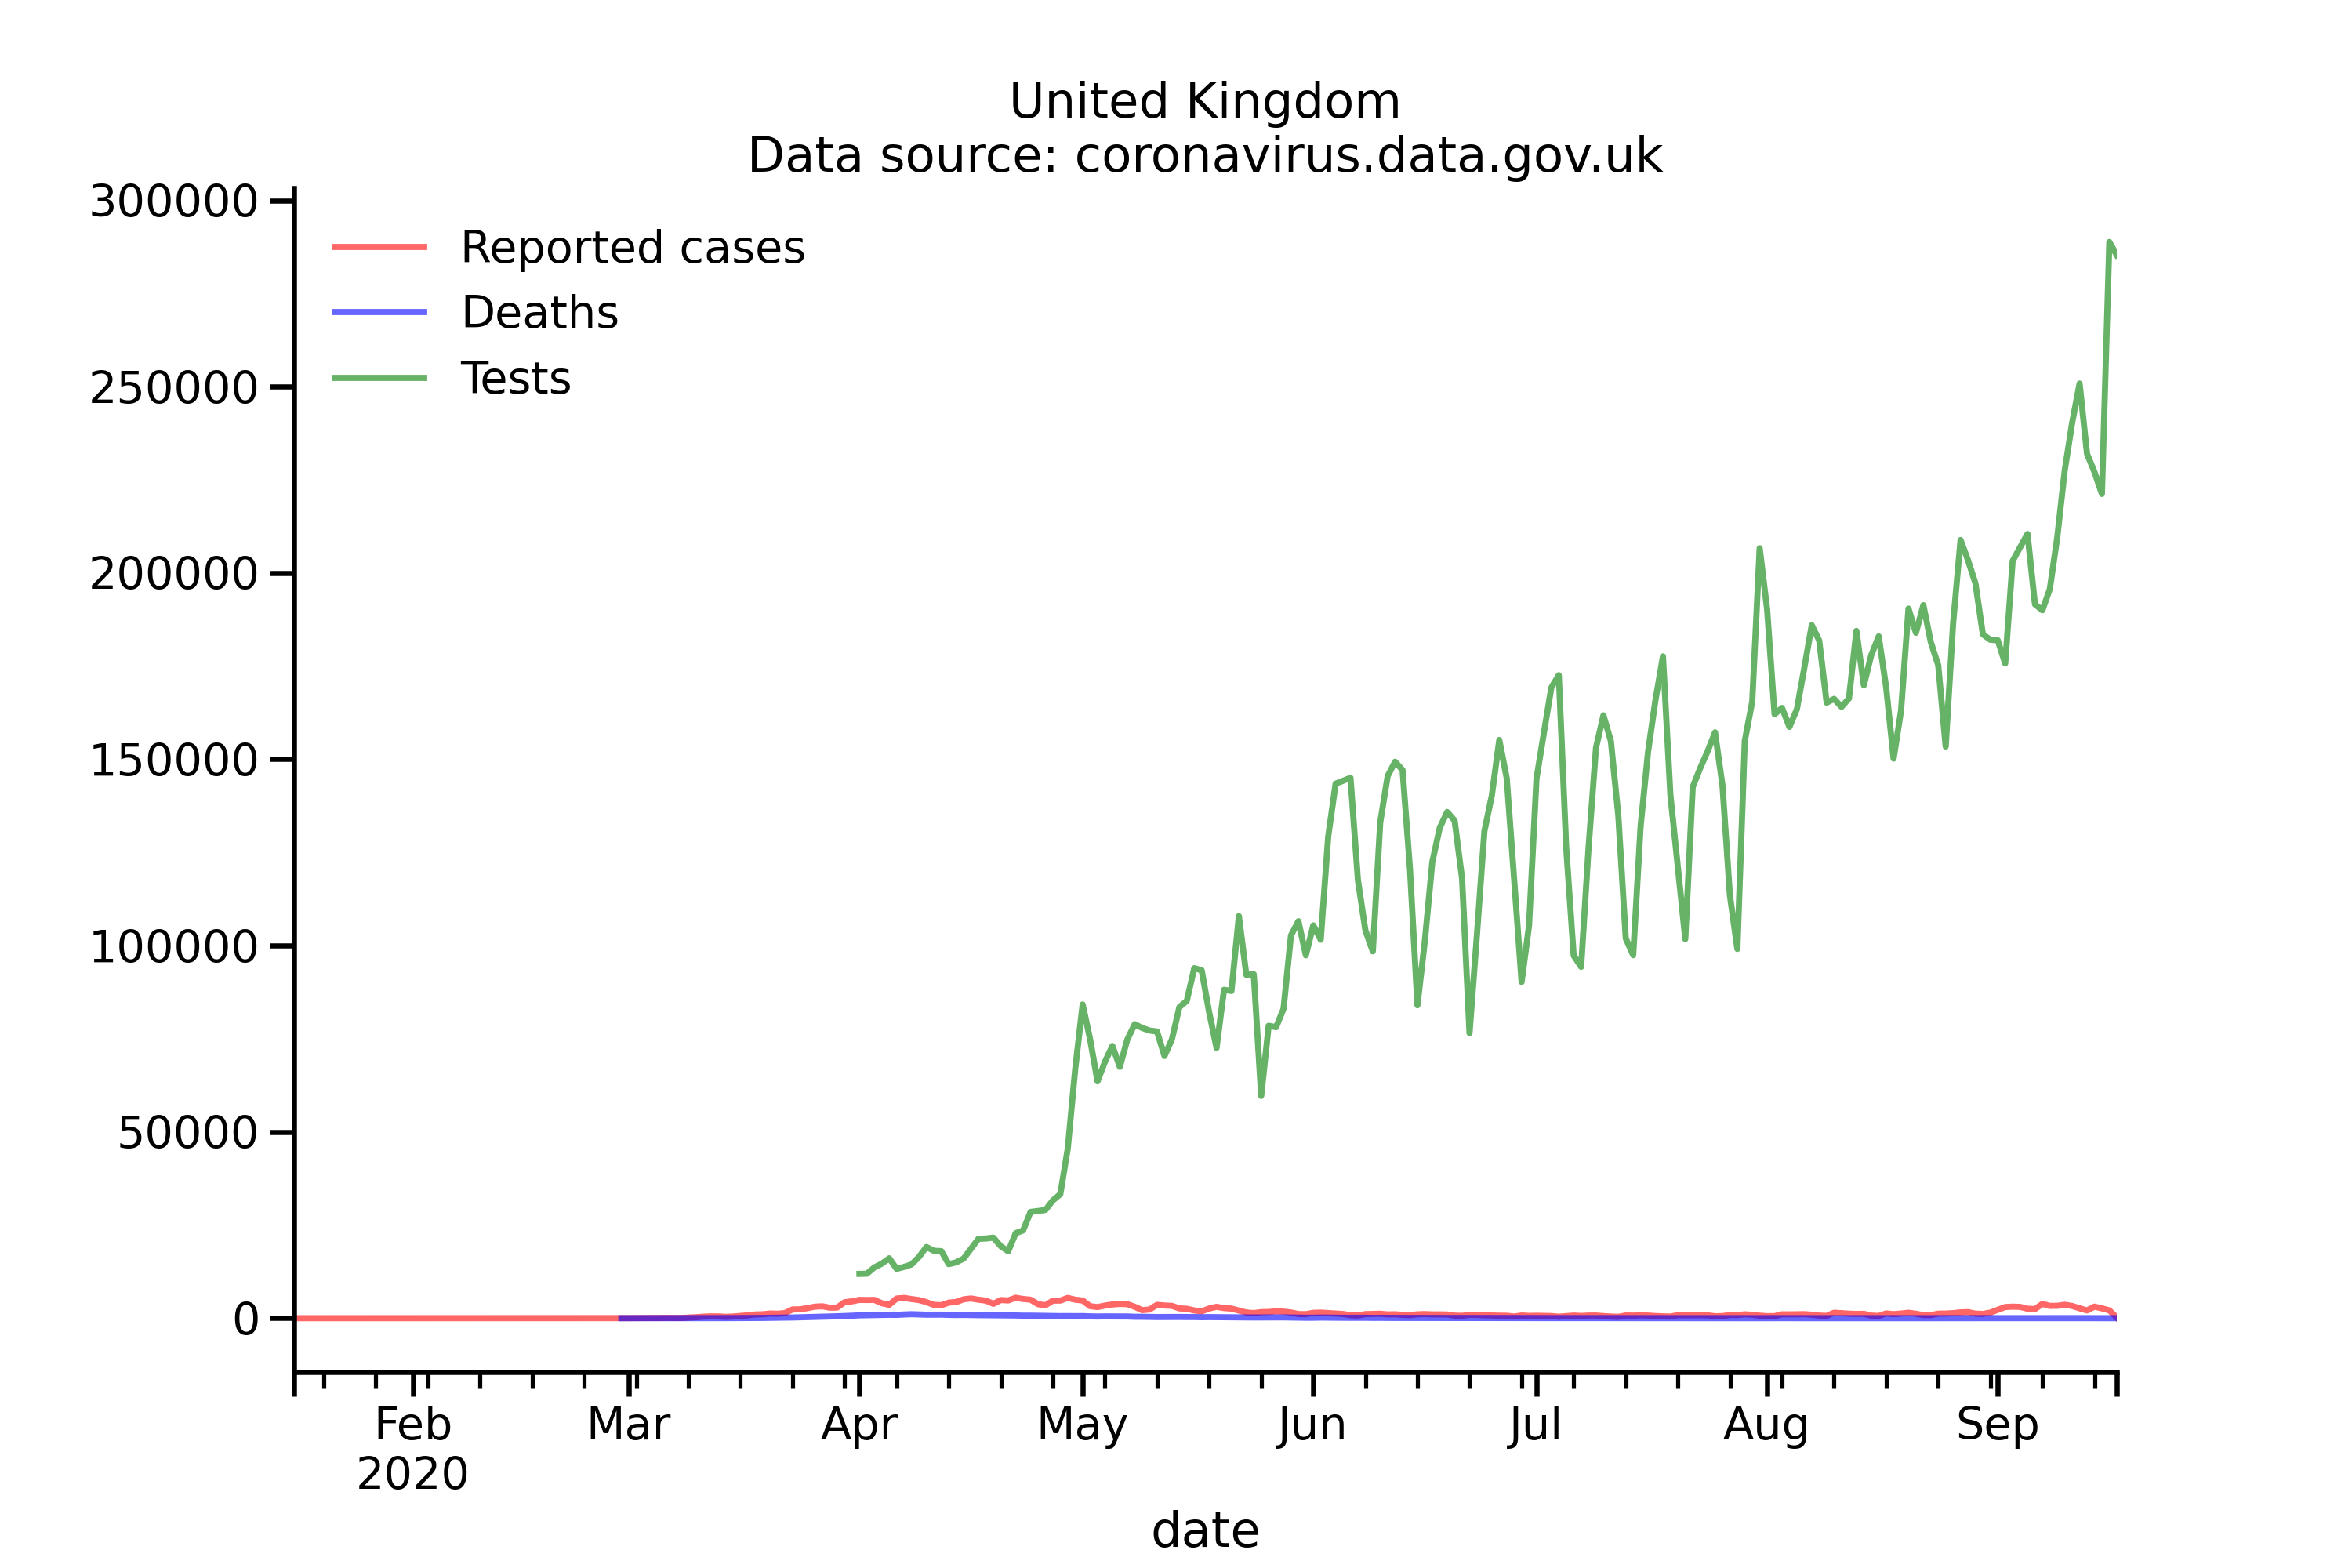 United Kingdom
Data source: coronavirus.data.gov.uk
300000
250000
200000
150000
100000
50000
0
Reported cases
Deaths
Tests
Feb Mar Apr May Jun Jul Aug Sep
2020
date